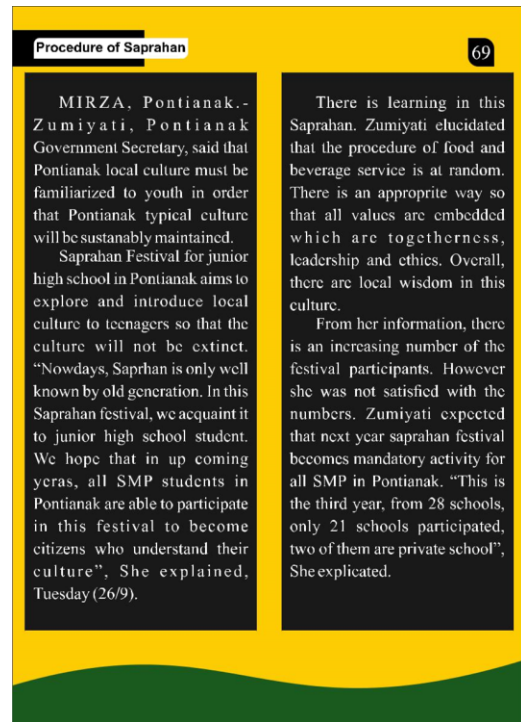 Procedure of Saprahan
69
MIRZA, Pontianak.-
Zumiyati, Pontianak
Government Secretary, said that
Pontianak local culture must be
familiarized to youth in order
that Pontianak typical culture
will be sustanably maintained.
Saprahan Festival for junior
high school in Pontianak aims to
explore and introduce local
culture to teenagers so that the
culture will not be extinct.
“Nowdays, Saprhan is only well
known by old generation. In this
Saprahan festival, we acquaint it
to junior high school student.
We hope that in up coming
yeras, all SMP students in
Pontianak are able to participate
in this festival to become
citizens who understand their
culture”, She explained,
Tuesday (26/9).
There is learning in this
Saprahan. Zumiyati elucidated
that the procedure of food and
beverage service is at random.
There is an approprite way so
that all values are embedded
which are togetherness,
leadership and ethics. Overall,
there are local wisdom in this
culture.
From her information, there
is an increasing number of the
festival participants. However
she was not satisfied with the
numbers. Zumiyati expected
that next year saprahan festival
becomes mandatory activity for
all SMP in Pontianak. “This is
the third year, from 28 schools,
only 21 schools participated,
two of them are private school”,
She explicated.